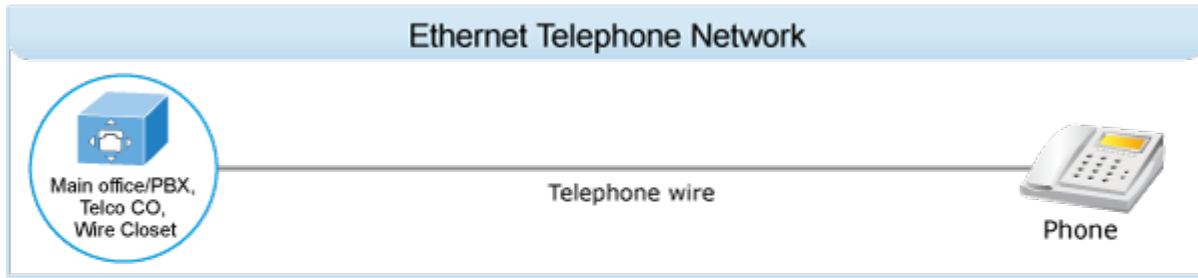 Ethernet Telephone Network
Main office/PBX,
Telco CO,
Wire Closet
Telephone wire
Phone